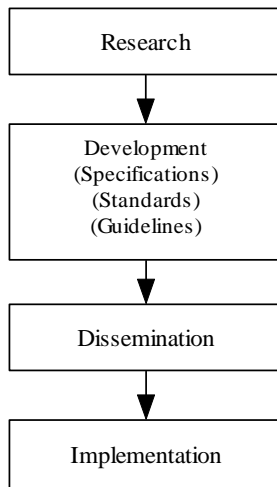 Research
Development
(Specifications)
(Standards)
(Guidelines)
Dissemination
Implementation